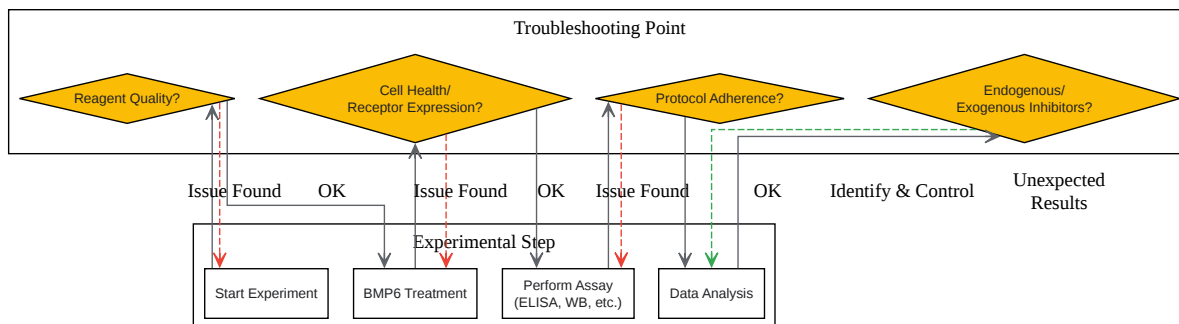 Troubleshooting Point
Reagent Quality?
Cell Health/
Receptor Expression?
Protocol Adherence?
Endogenous/
Exogenous Inhibitors?
Issue Found
OK
Issue Found
OK
Issue Found
OK
Identify & Control
Unexpected
Results
Experimental Step
Start Experiment
BMP6 Treatment
Perform Assay
(ELISA, WB, etc.)
Data Analysis